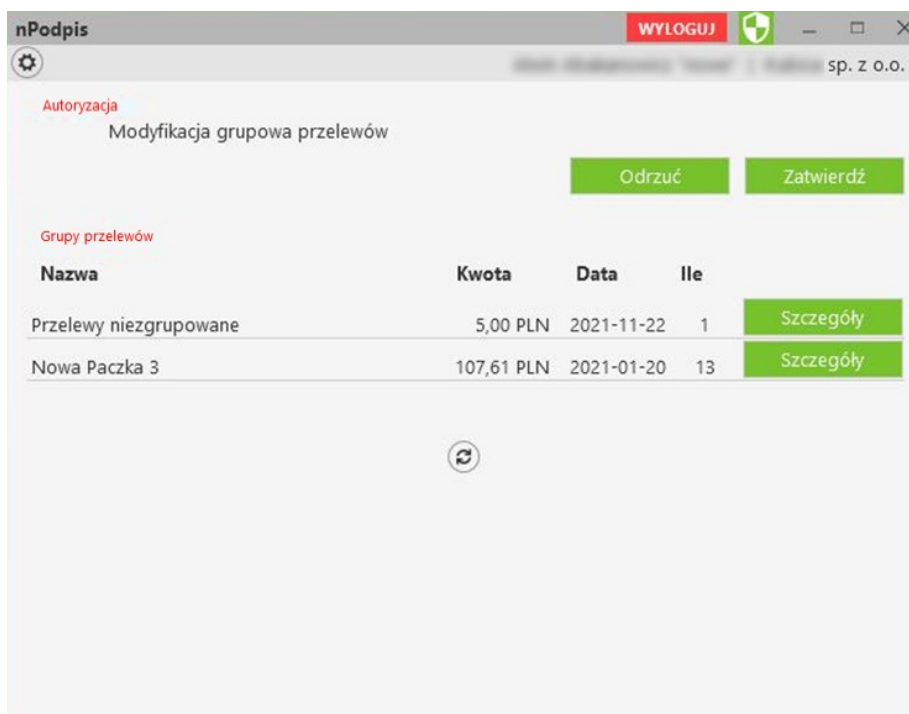 nPodpis WYLOGUJ
sp. z o.o.
Autoryzacja
Modyfikacja grupowa przelewów
Odrzuć Zatwierdź
Grupy przelewów
Nazwa Kwota Data Ile
Przelewy niezgrupowane 5,00 PLN 2021-11-22 1 Szczegóły
Nowa Paczka 3 107,61 PLN 2021-01-20 13 Szczegóły